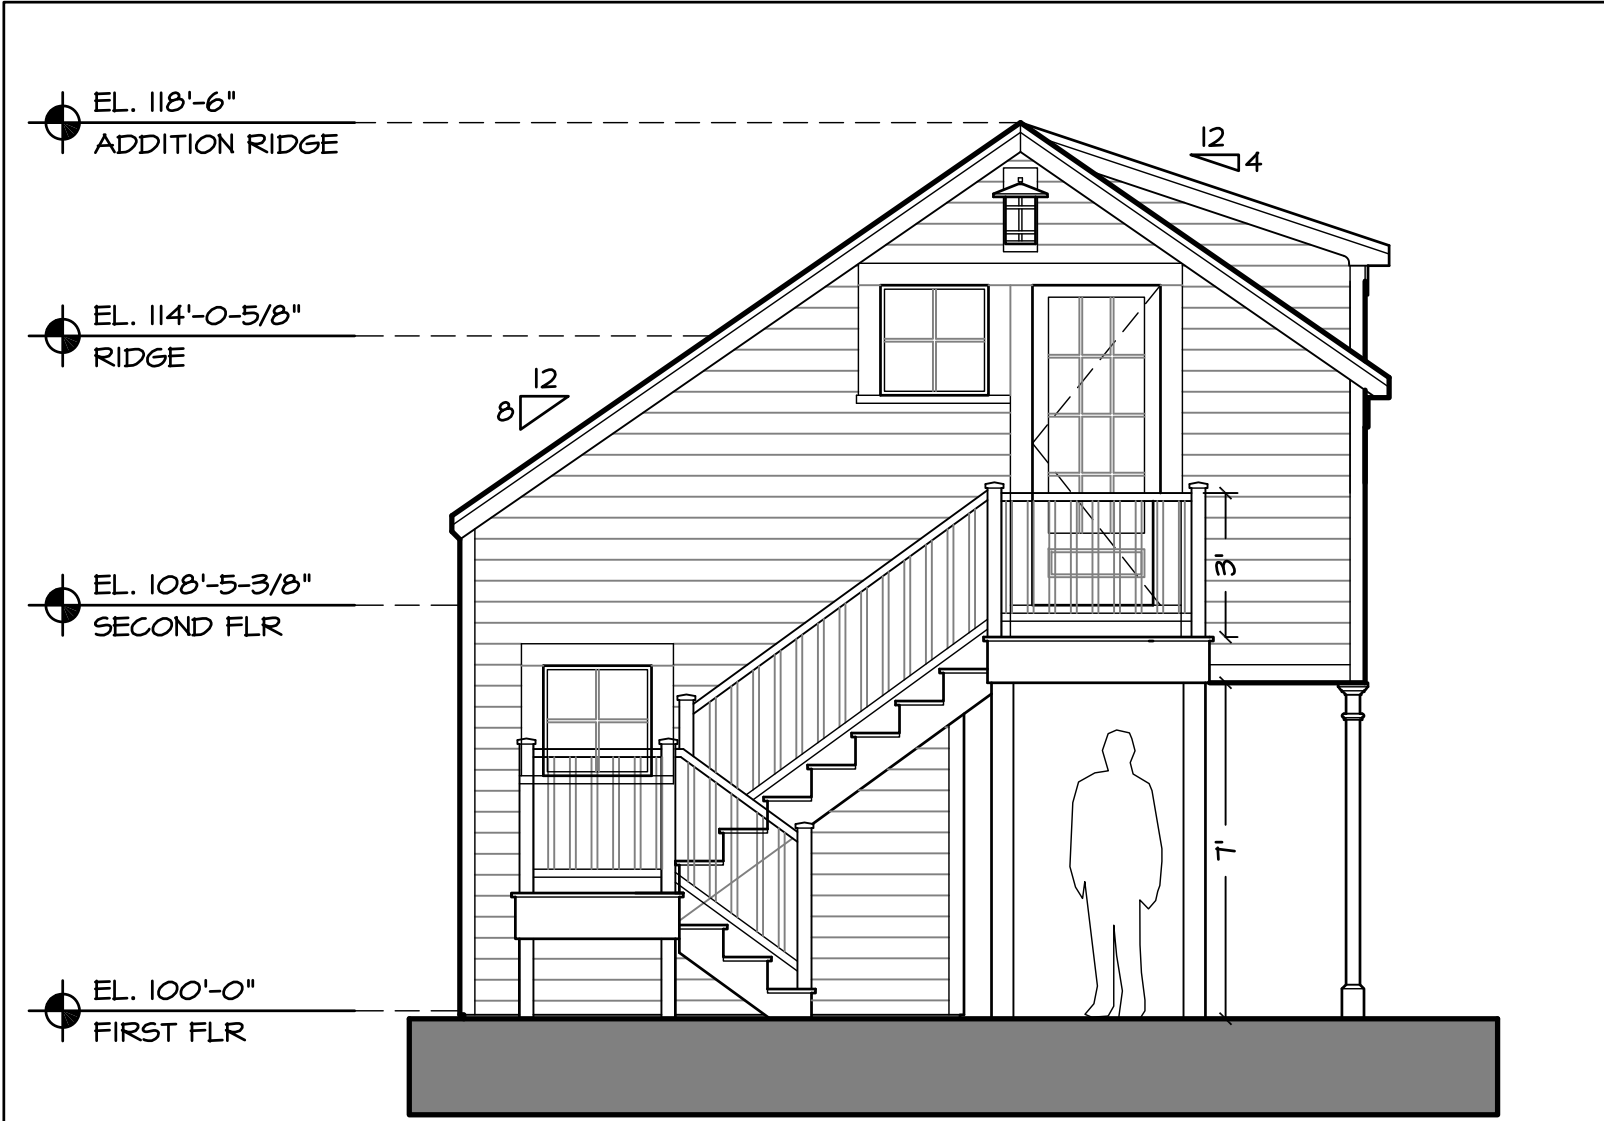 EL. 118'-6"
ADDITION RIDGE
12
4
EL. 114'-0-5/8"
RIDGE
12
8
EL. 108'-5-3/8"
SECOND FLR
3'
7'
EL. 100'-0"
FIRST FLR